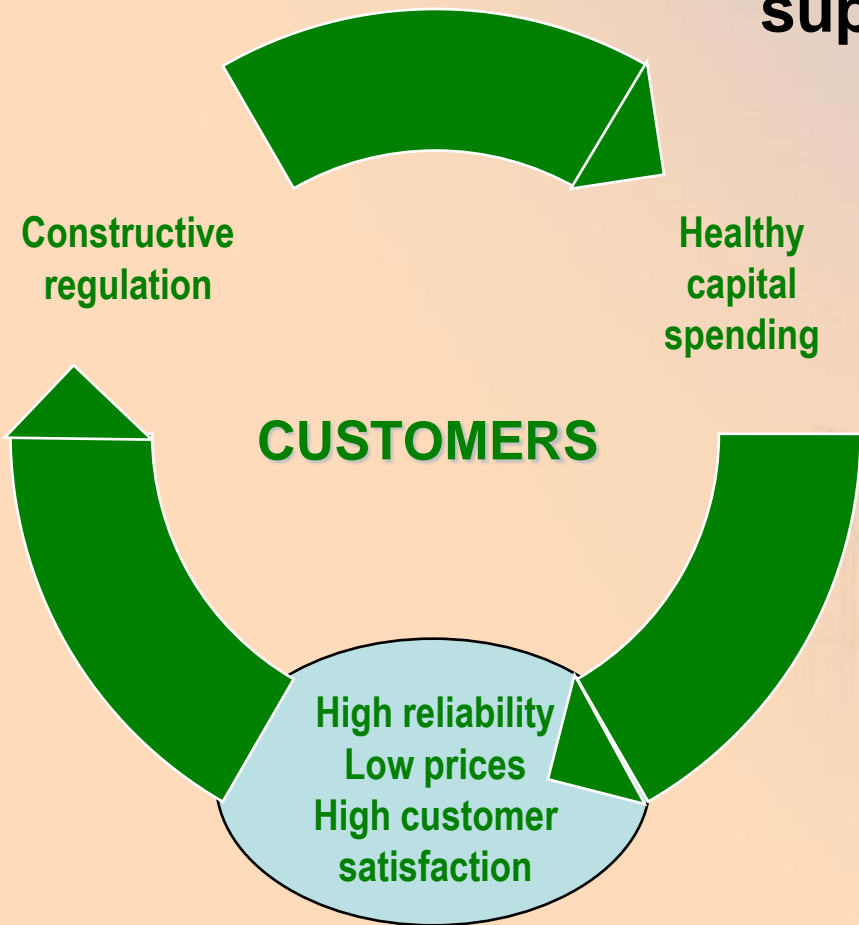 Constructive
regulation
Healthy
capital
spending
CUSTOMERS
High reliability
Low prices
High customer
satisfaction